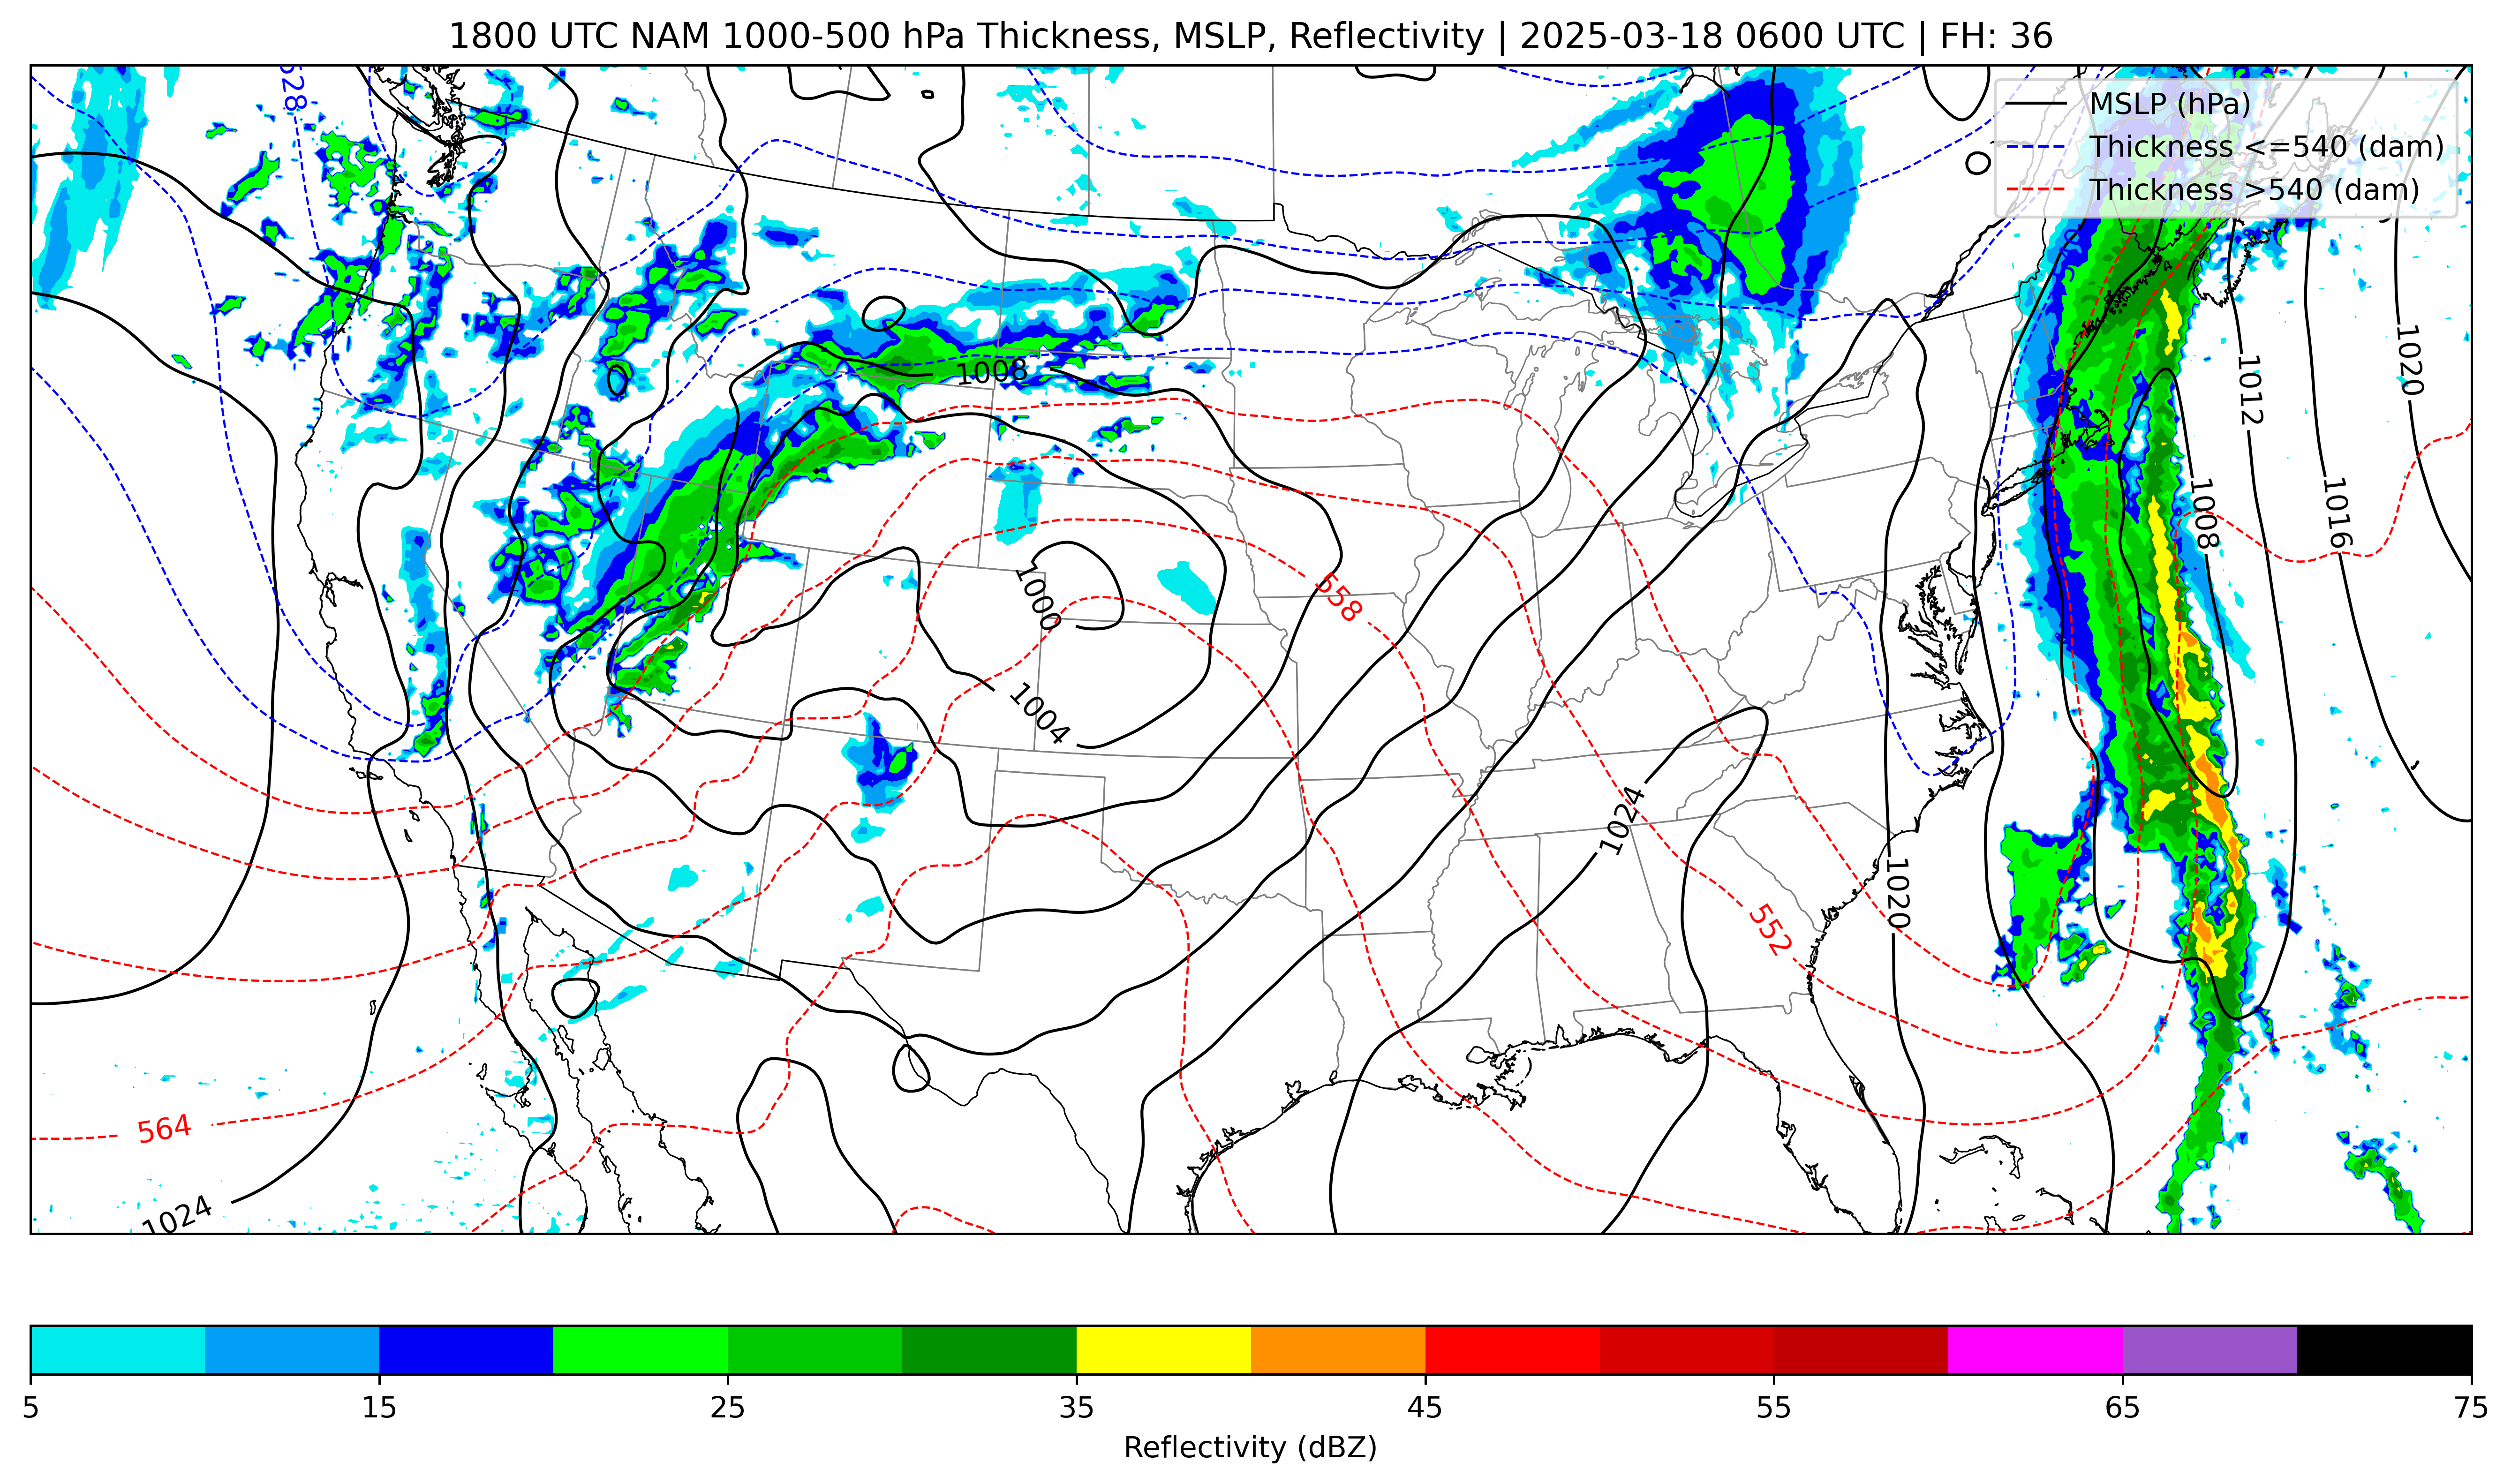 1800 UTC NAM 1000-500 hPa Thickness, MSLP, Reflectivity | 2025-03-18 0600 UTC | FH: 36
528
MSLP (hPa)
Thickness <=540 (dam)
Thickness >540 (dam)
1008
1012
1020
1008
1016
1000
558
1004
1024
1020
552
564
1024
5 15 25 35 45 55 65 75
Reflectivity (dBZ)